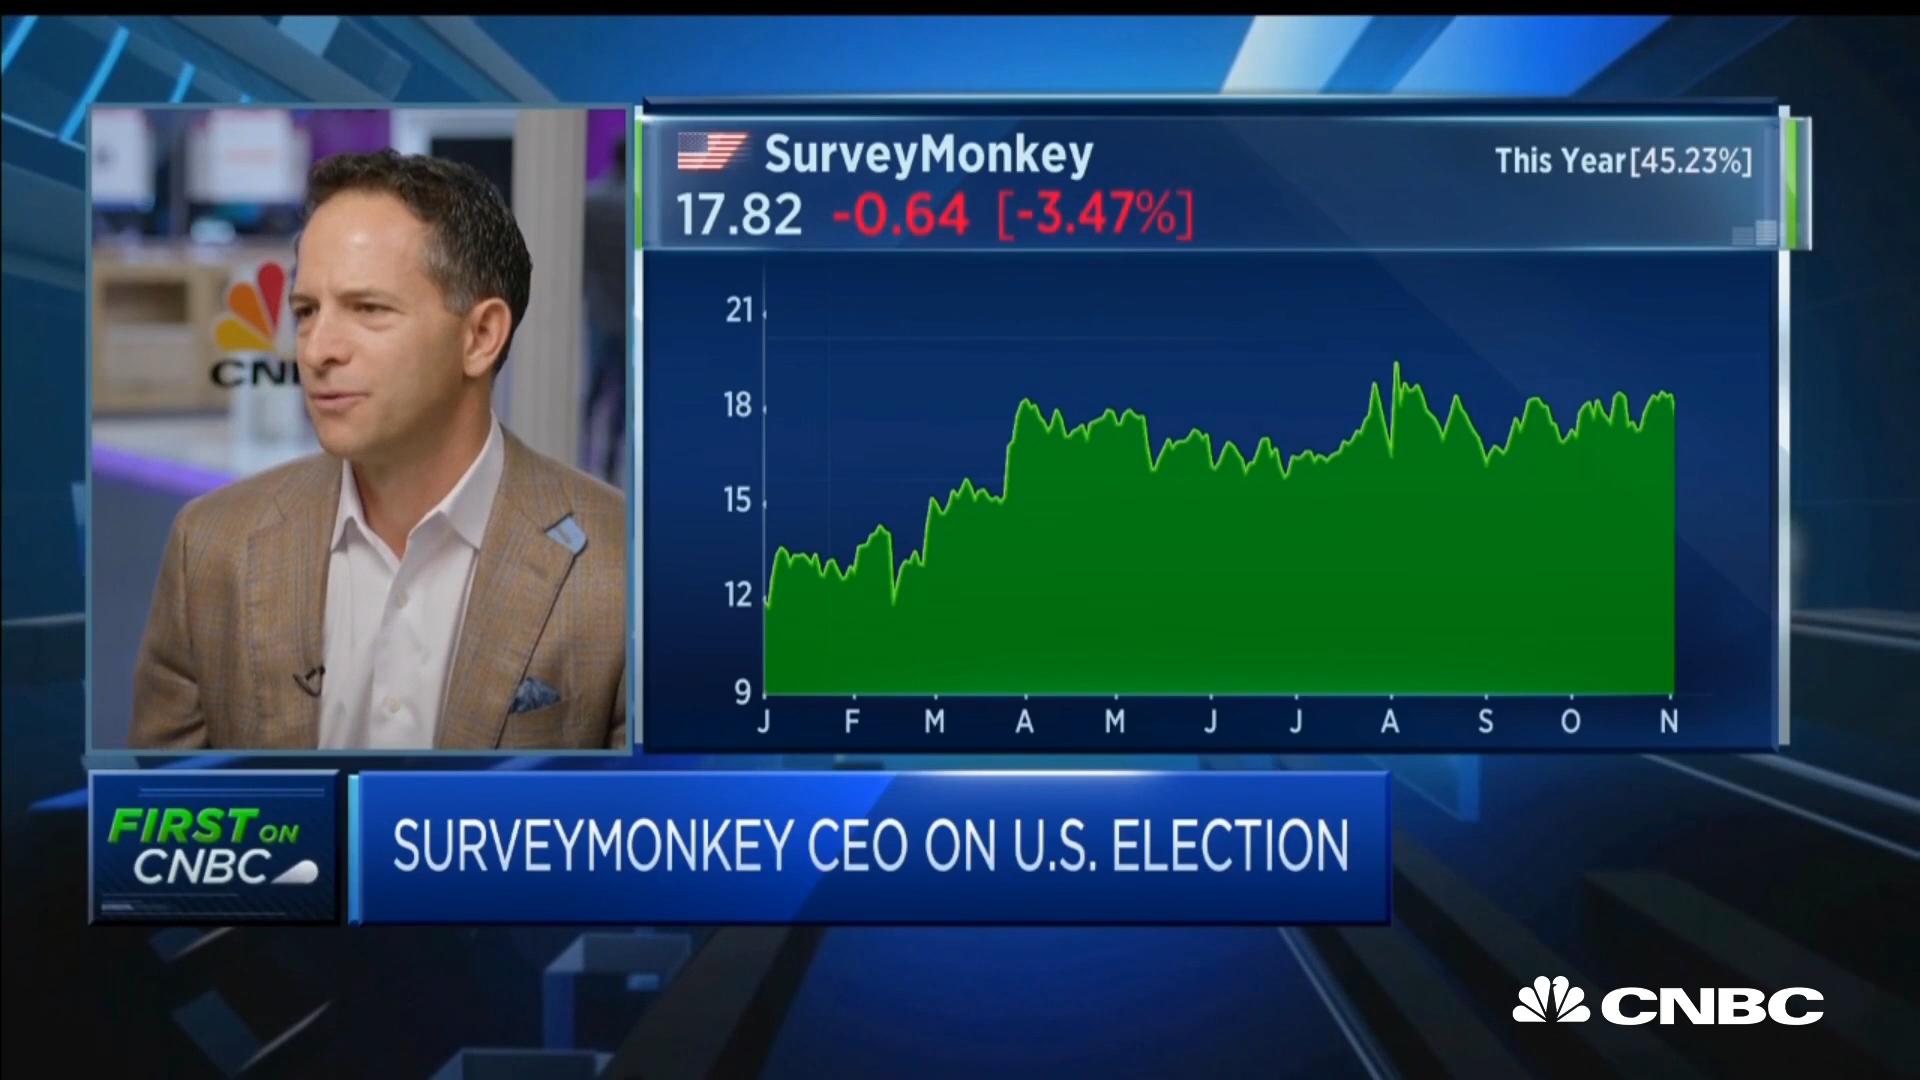 SurveyMonkey
This Year[45.23%]
17.82 -0.64 [-3.47%]
21
18
15
12
9
J F M A M J J A S O N
CNB
FIRST ON
CNBC
SURVEYMONKEY CEO ON U.S. ELECTION
CNBC